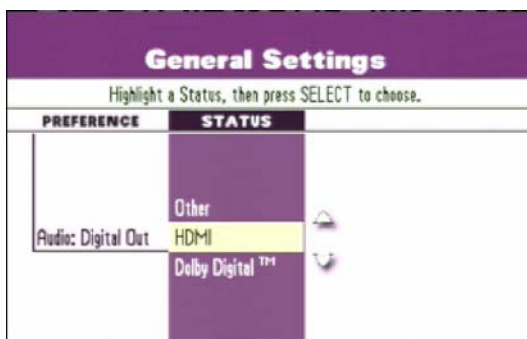 General Settings
Highlight a Status, then press SELECT to choose.
PREFERENCE STATUS
Other
Audio: Digital Out HDMI
Dolby Digital TM